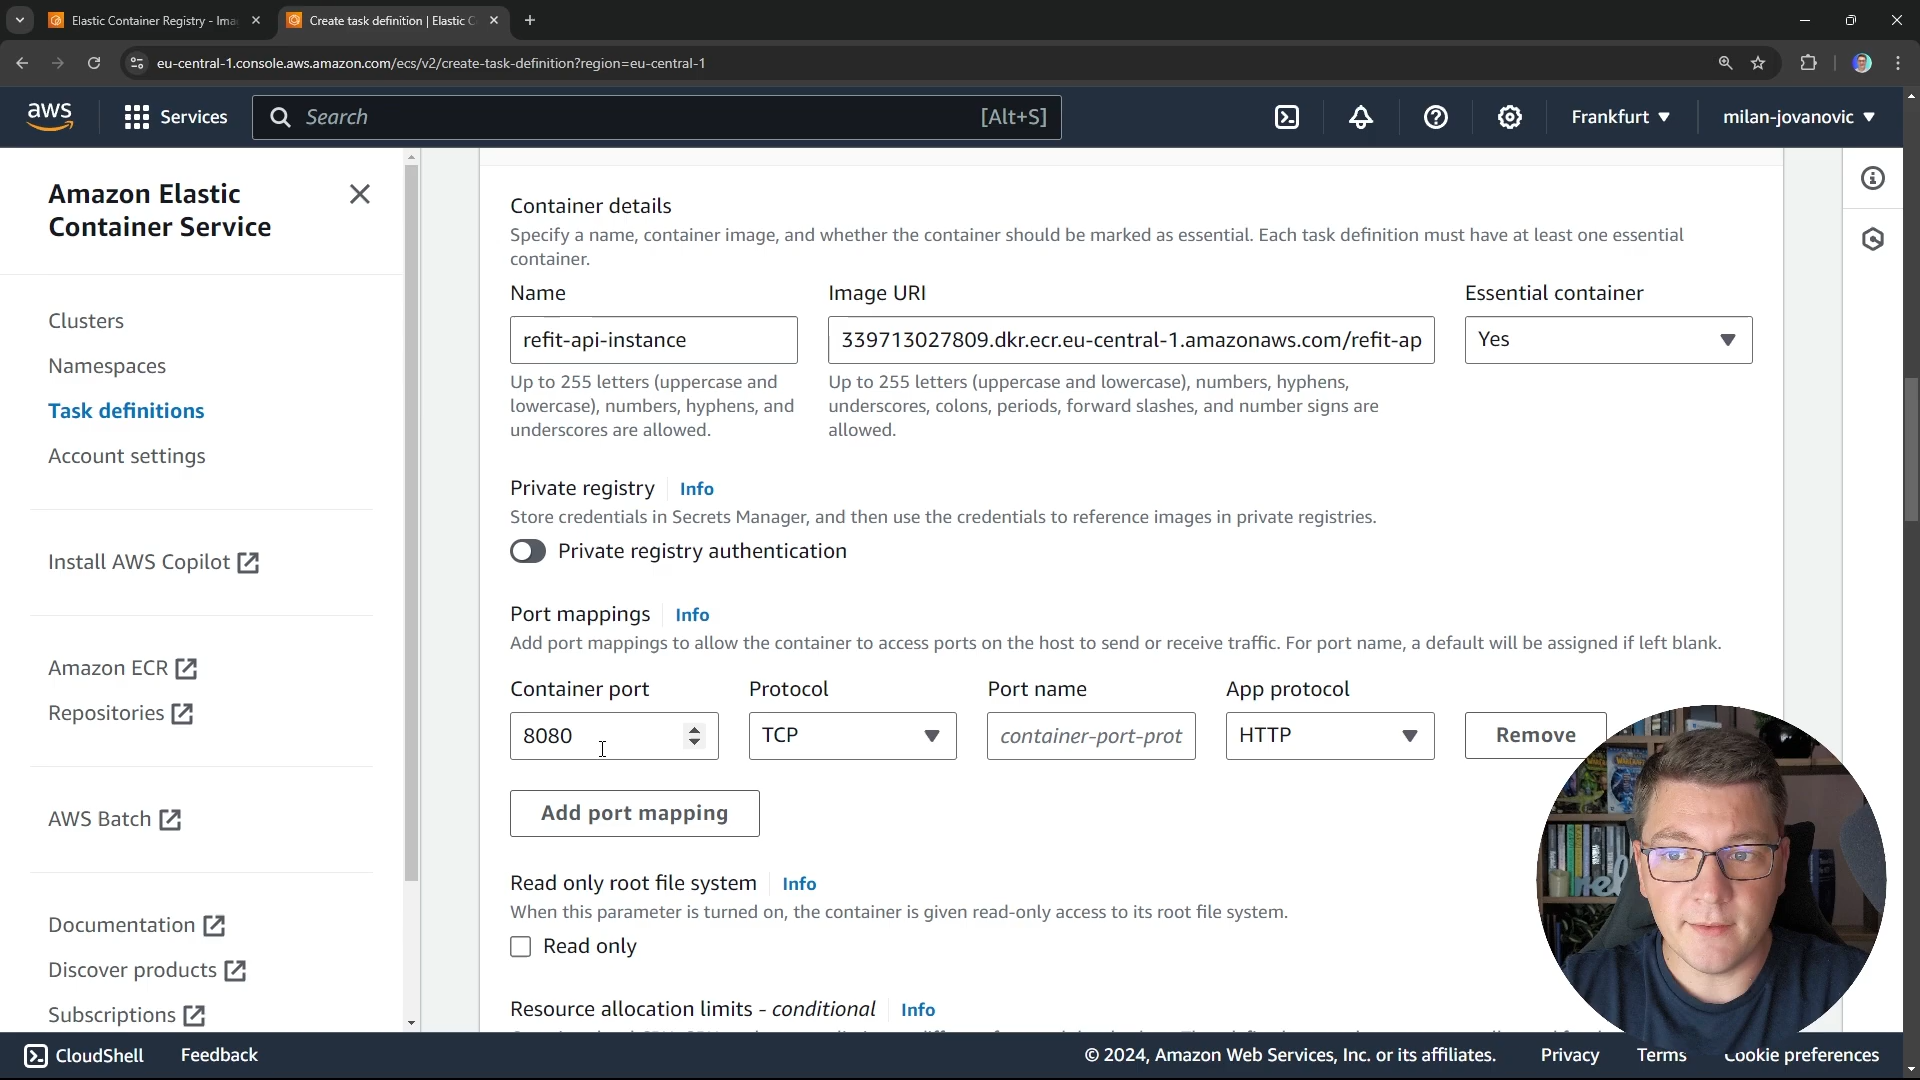 Elastic Container Registry - Ima
Create task definition | Elastic C
eu-central-1.console.aws.amazon.com/ecs/v2/create-task-definition?region=eu-central-1
aws
Services
Search
[Alt+S]
Frankfurt
milan-jovanovic
Amazon Elastic
Container Service
Clusters
Namespaces
Task definitions
Account settings
Install AWS Copilot
Amazon ECR
Repositories
AWS Batch
Documentation
Discover products
Subscriptions
Container details
Specify a name, container image, and whether the container should be marked as essential. Each task definition must have at least one essential
container.
Name
Image URI
Essential container
refit-api-instance
339713027809.dkr.ecr.eu-central-1.amazonaws.com/refit-ap
Yes
Up to 255 letters (uppercase and
lowercase), numbers, hyphens, and
underscores are allowed.
Up to 255 letters (uppercase and lowercase), numbers, hyphens,
underscores, colons, periods, forward slashes, and number signs are
allowed.
Private registry
Info
Store credentials in Secrets Manager, and then use the credentials to reference images in private registries.
Private registry authentication
Port mappings
Info
Add port mappings to allow the container to access ports on the host to send or receive traffic. For port name, a default will be assigned if left blank.
Container port
Protocol
Port name
App protocol
8080
TCP
container-port-prot
HTTP
Remove
Add port mapping
Read only root file system
Info
When this parameter is turned on, the container is given read-only access to its root file system.
Read only
Resource allocation limits - conditional
Info
CloudShell
Feedback
© 2024, Amazon Web Services, Inc. or its affiliates.
Privacy
Terms
Cookie preferences